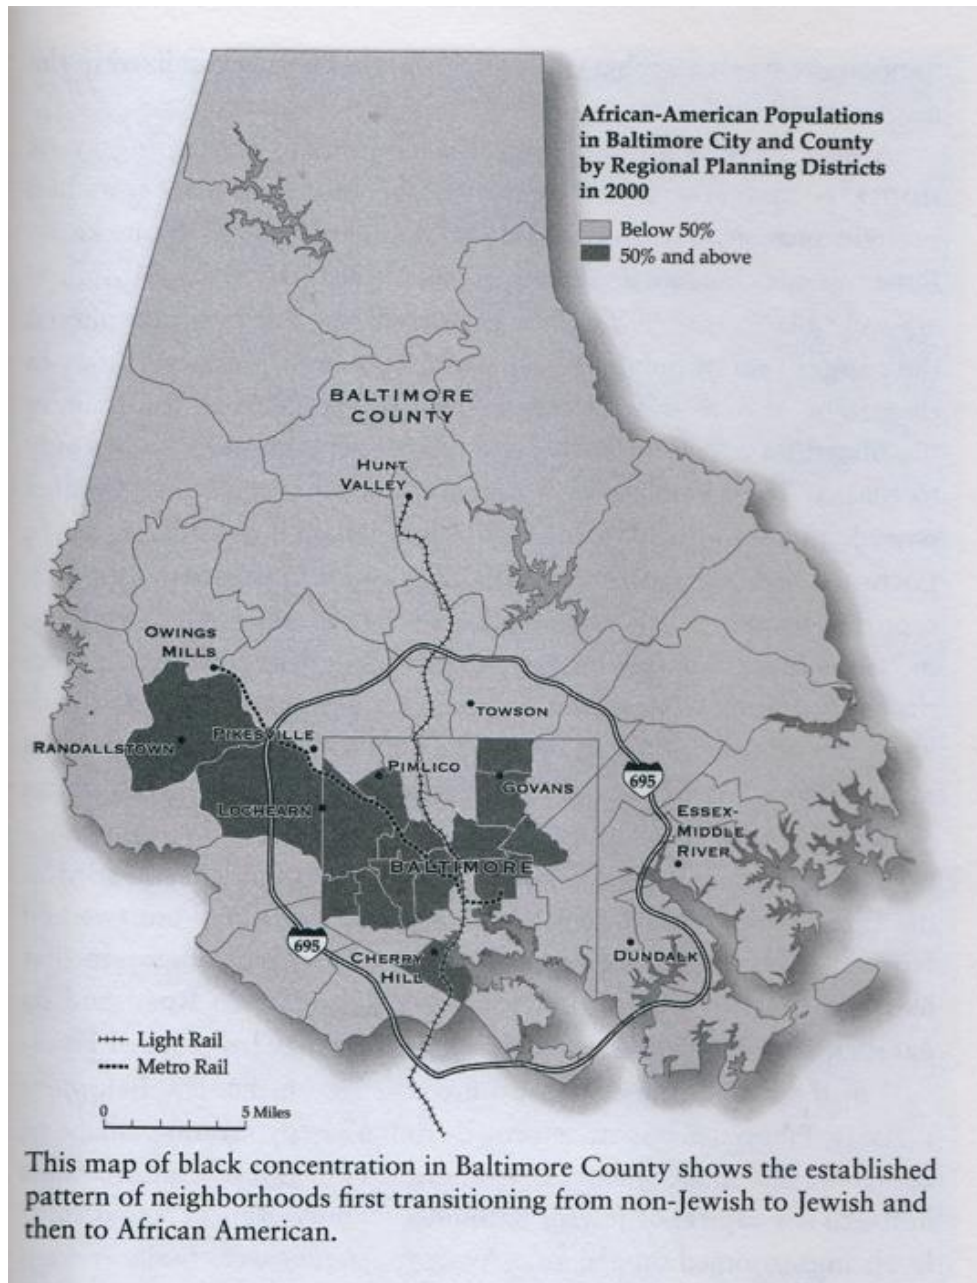 African-American Populations
in Baltimore City and County
by Regional Planning Districts
in 2000
Below 50%
50% and above
BALTIMORE
COUNTY
HUNT
VALLEY
OWINGS
MILLS
TOWSON
RANDALLSTOWN
PIKESVILLE
PIMLICO
GOVANS
695
LOCHEARN
ESSEX-
MIDDLE
RIVER
BALTIMORE
695
CHERRY
HILL
DUNDALK
Light Rail
Metro Rail
0 5 Miles
This map of black concentration in Baltimore County shows the established
pattern of neighborhoods first transitioning from non-Jewish to Jewish and
then to African American.